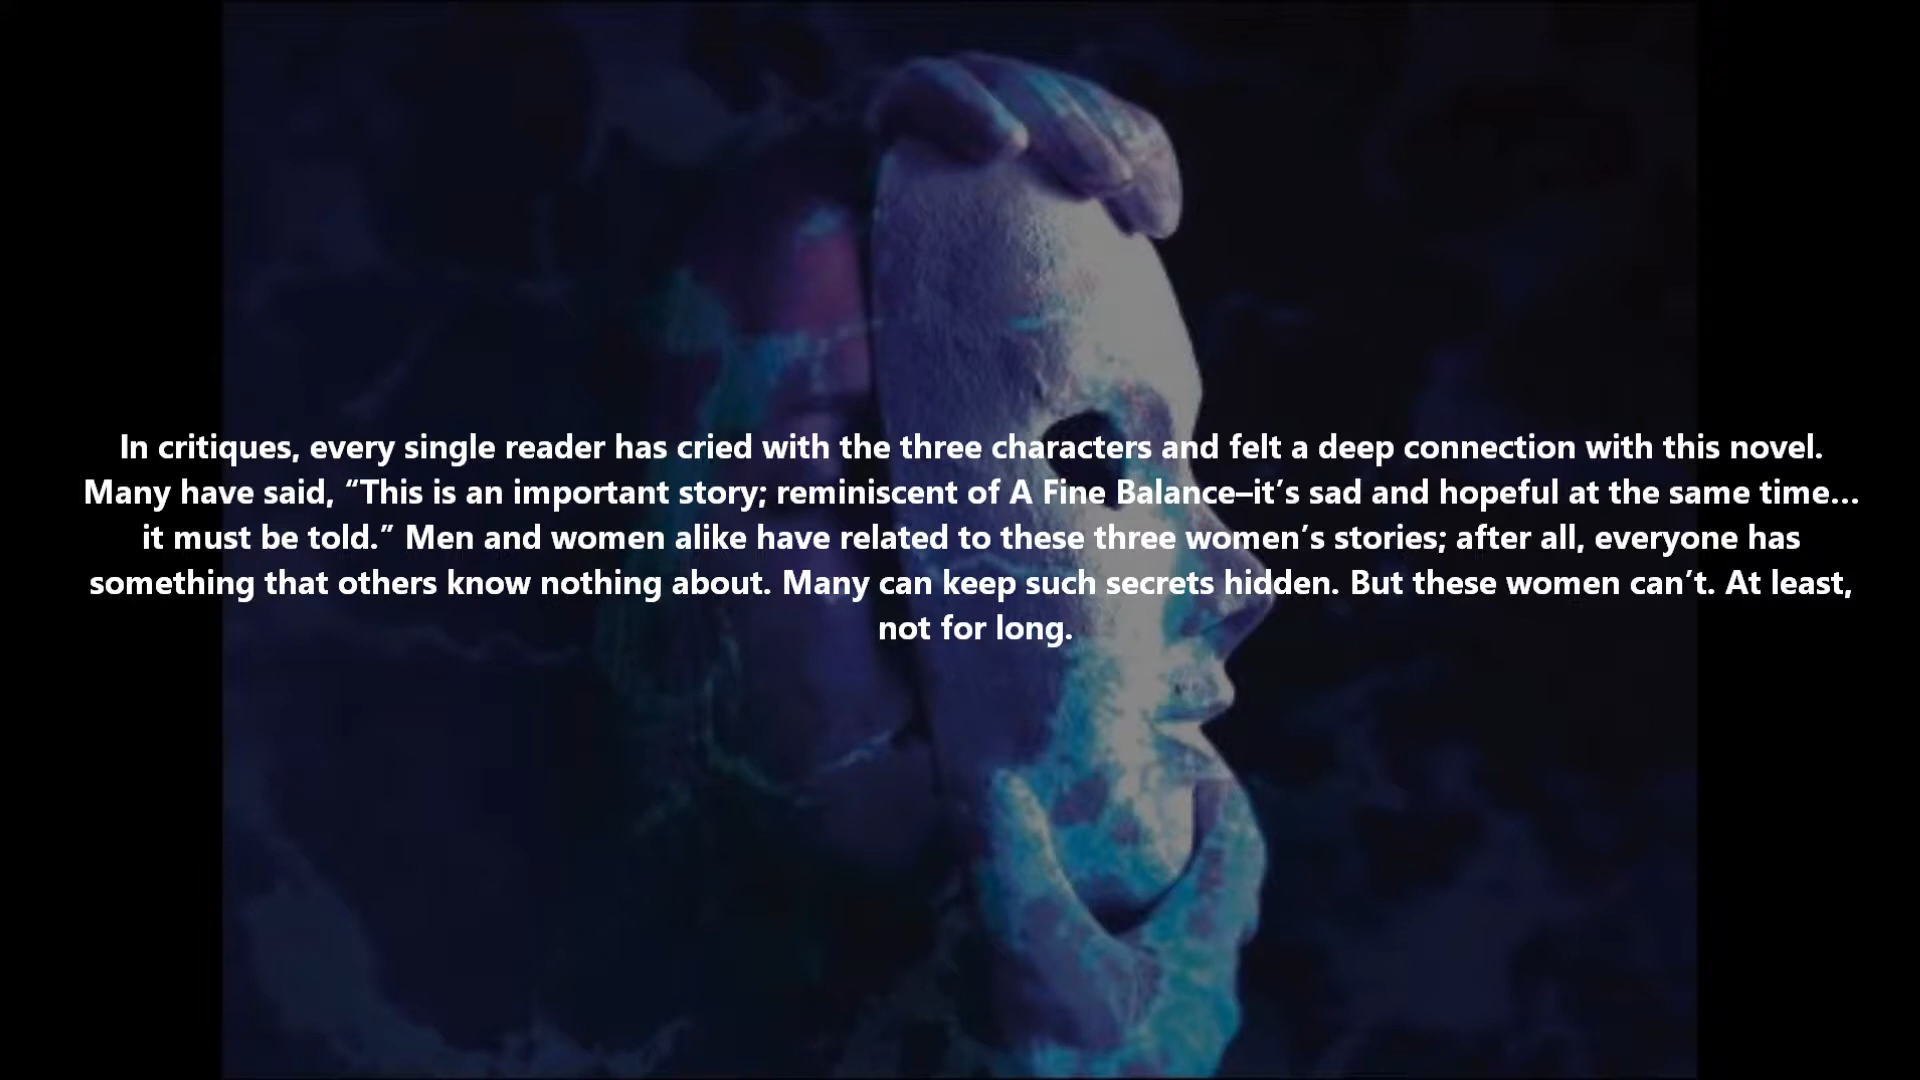 In critiques, every single reader has cried with the three characters and felt a deep connection with this novel.
Many have said, “This is an important story; reminiscent of A Fine Balance–it’s sad and hopeful at the same time…
it must be told.” Men and women alike have related to these three women’s stories; after all, everyone has
something that others know nothing about. Many can keep such secrets hidden. But these women can’t. At least,
not for long.